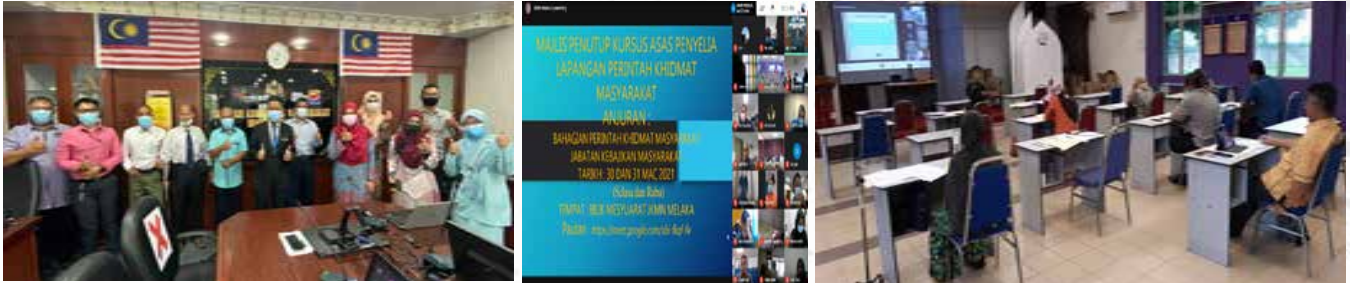 MAJLIS PENUTUP KURSUS ASAS PENYELIA
LAPANGAN PERINTAH KHIDMAT
MASYARAKAT
ANJURAN :
BAHAGIAN PERINTAH KHIDMAT MASYARAKAT
JABATAN KEBAJIKAN MASYARAKAT
TARIKH : 30 DAN 31 MAC 2021
(Selasa dan Rabu)
TEMPAT : BILIK MESYUARAT JKMN MELAKA
Pautan :